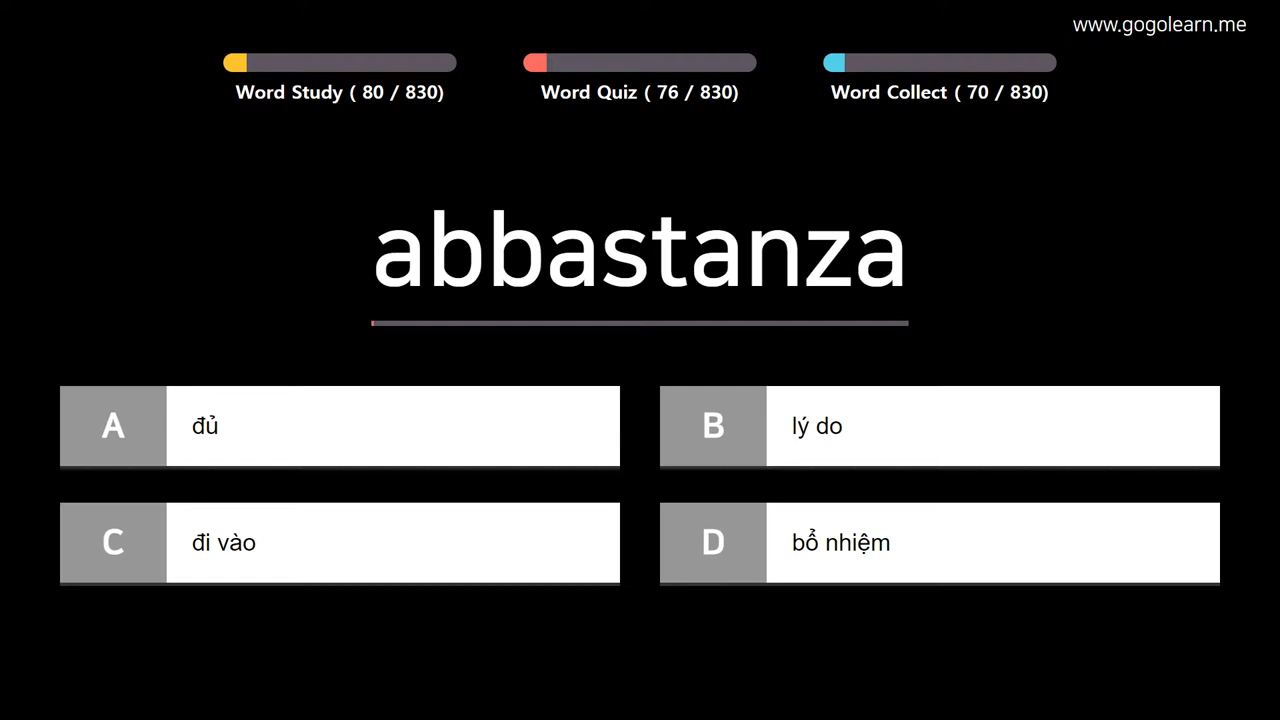 www.gogolearn.me
Word Study ( 80 / 830)
Word Quiz ( 76 / 830)
Word Collect ( 70 / 830)
abbastanza
A đủ
B lý do
C đi vào
D bổ nhiệm